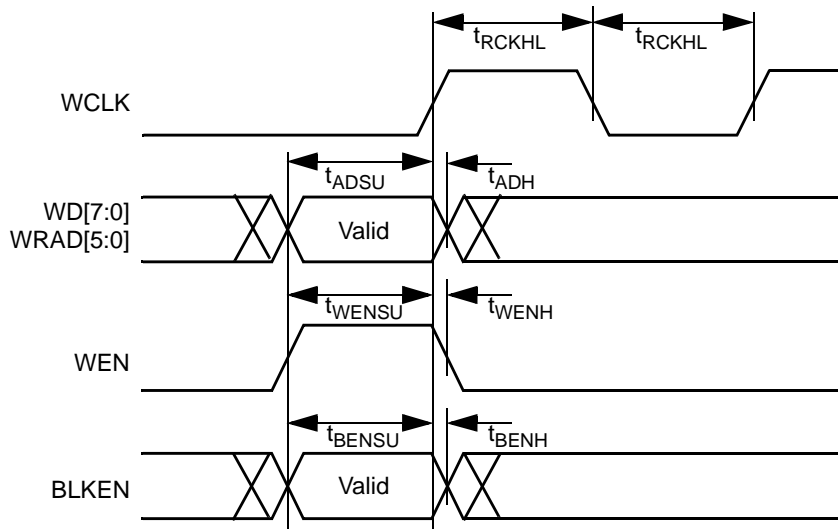 tRCKHL tRCKHL
WCLK
tADSU tADH
WD[7:0]
WRAD[5:0]
Valid
tWENSU tWENH
WEN
tBENSU tBENH
BLKEN
Valid